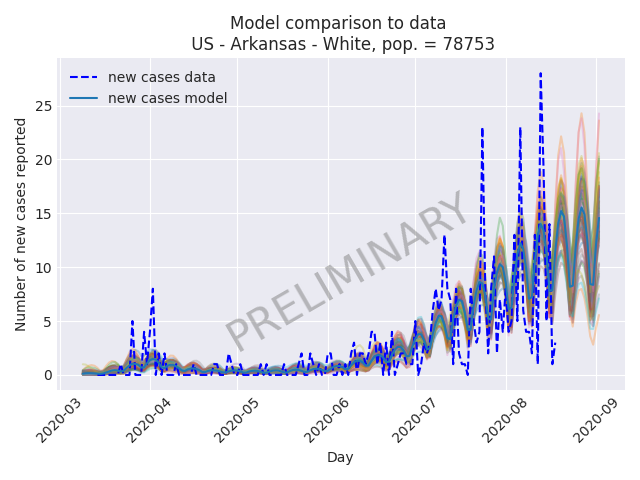 Model comparison to data
US - Arkansas - White, pop. = 78753
new cases data
new cases model
PRELIMINARY
Number of new cases reported
25
20
15
10
5
0
2020-03
2020-04
2020-05
2020-06
2020-07
2020-08
2020-09
Day